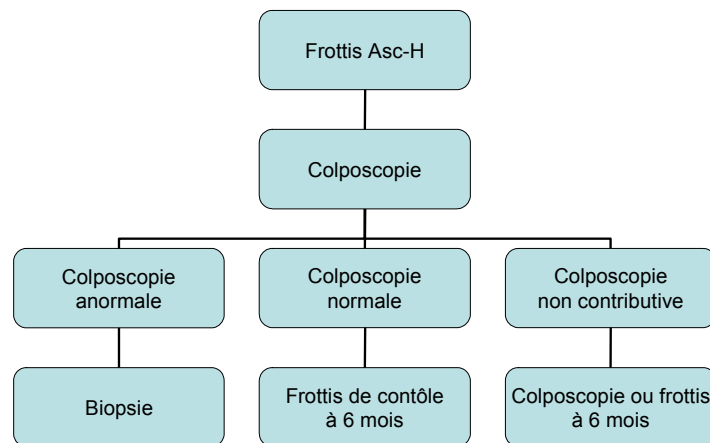 Frottis Asc-H
Colposcopie
Colposcopie
anormale
Colposcopie
normale
Colposcopie
non contributive
Biopsie
Frottis de contôle
à 6 mois
Colposcopie ou frottis
à 6 mois